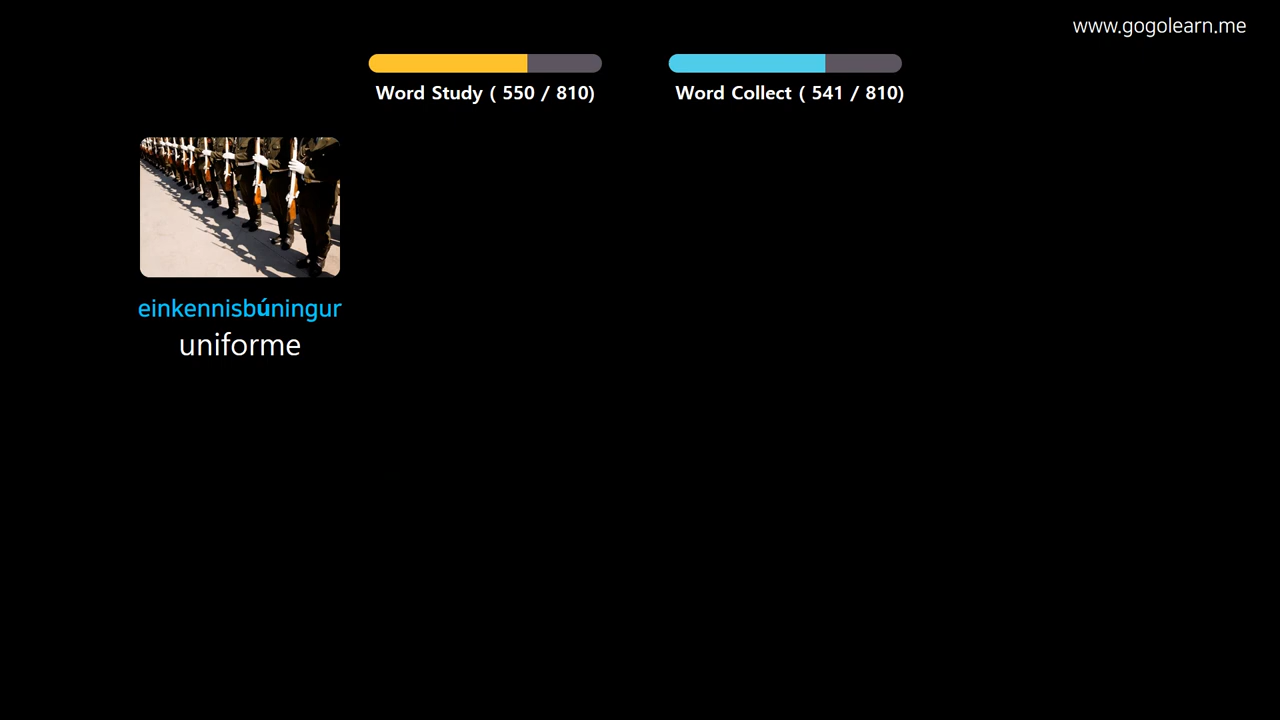 www.gogolearn.me
Word Study ( 550 / 810)
Word Collect ( 541 / 810)
einkennisbúningur
uniforme